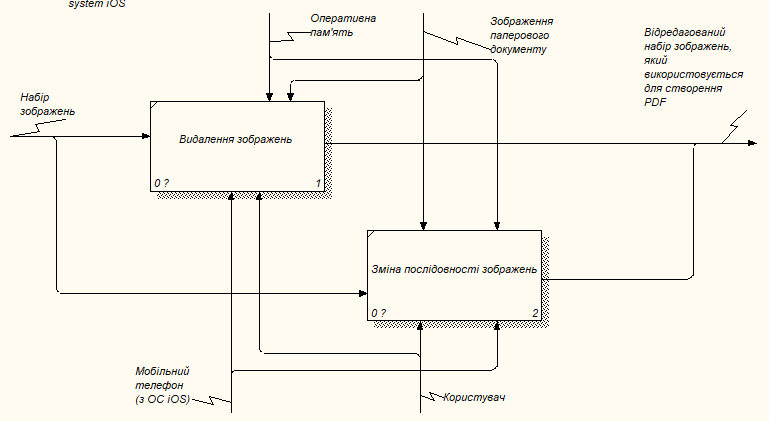 system iOS
Оперативна
пам'ять
Зображення
паперового
документу
Відредагований
набір зображень,
який
використовується
для створення
PDF
Набір
зображень
Видалення зображень
0 ?
1
Зміна послідовності зображень
0 ?
2
Мобільний
телефон
(з ОС iOS)
Користувач